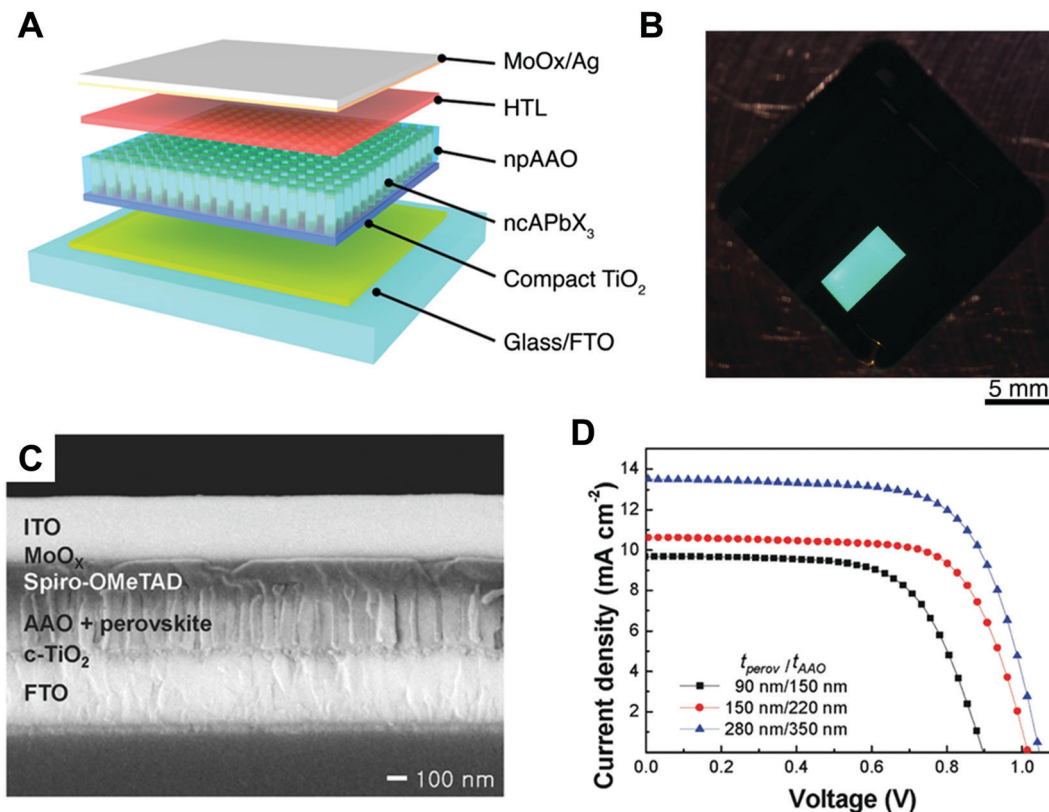 A
MoOx/Ag
HTL
npAAO
ncAPbX₃
Compact TiO₂
Glass/FTO
B
5 mm
C
ITO
MoOₓ
Spiro-OMeTAD
AAO + perovskite
c-TiO₂
FTO
100 nm
D
Current density (mA cm⁻²)
14
12
10
8
6
4
2
t_perov / t_AAO
90 nm/150 nm
150 nm/220 nm
280 nm/350 nm
0.0 0.2 0.4 0.6 0.8 1.0
Voltage (V)